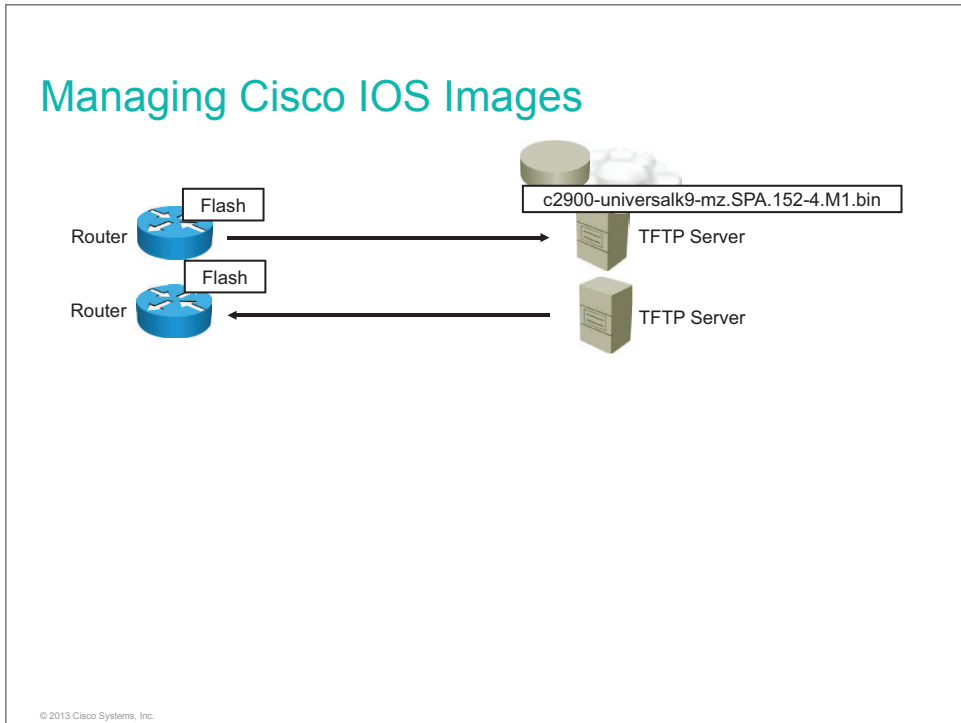 Managing Cisco IOS Images
Flash
c2900-universalk9-mz.SPA.152-4.M1.bin
Router
TFTP Server
Flash
Router
TFTP Server
© 2013 Cisco Systems, Inc.